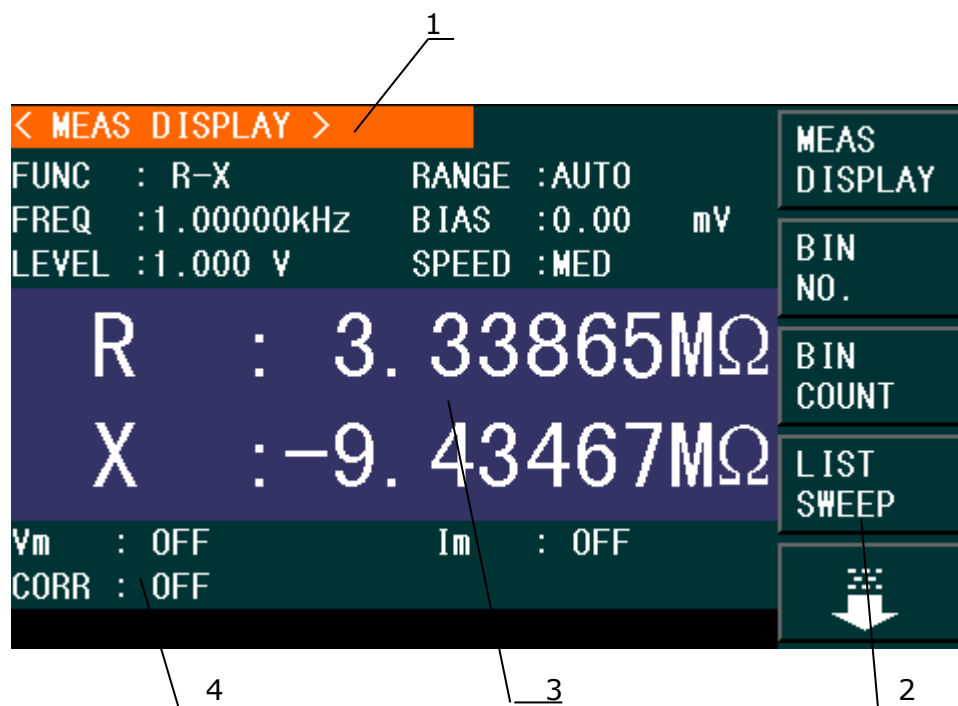 1
< MEAS DISPLAY >
FUNC : R-X RANGE :AUTO
FREQ :1.00000kHz BIAS :0.00 mV
LEVEL :1.000 V SPEED :MED
R : 3.33865MΩ
X :-9.43467MΩ
Vm : OFF Im : OFF
CORR : OFF
MEAS
DISPLAY
BIN
NO.
BIN
COUNT
LIST
SWEEP
4 3 2